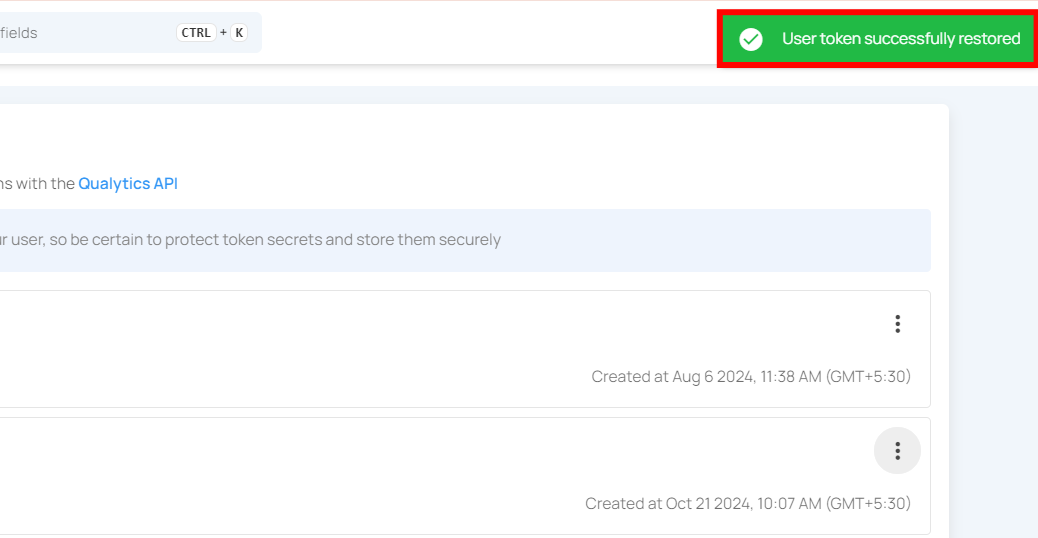 fields
CTRL + K
User token successfully restored
ns with the Qualytics API
ur user, so be certain to protect token secrets and store them securely
Created at Aug 6 2024, 11:38 AM (GMT+5:30)
Created at Oct 21 2024, 10:07 AM (GMT+5:30)